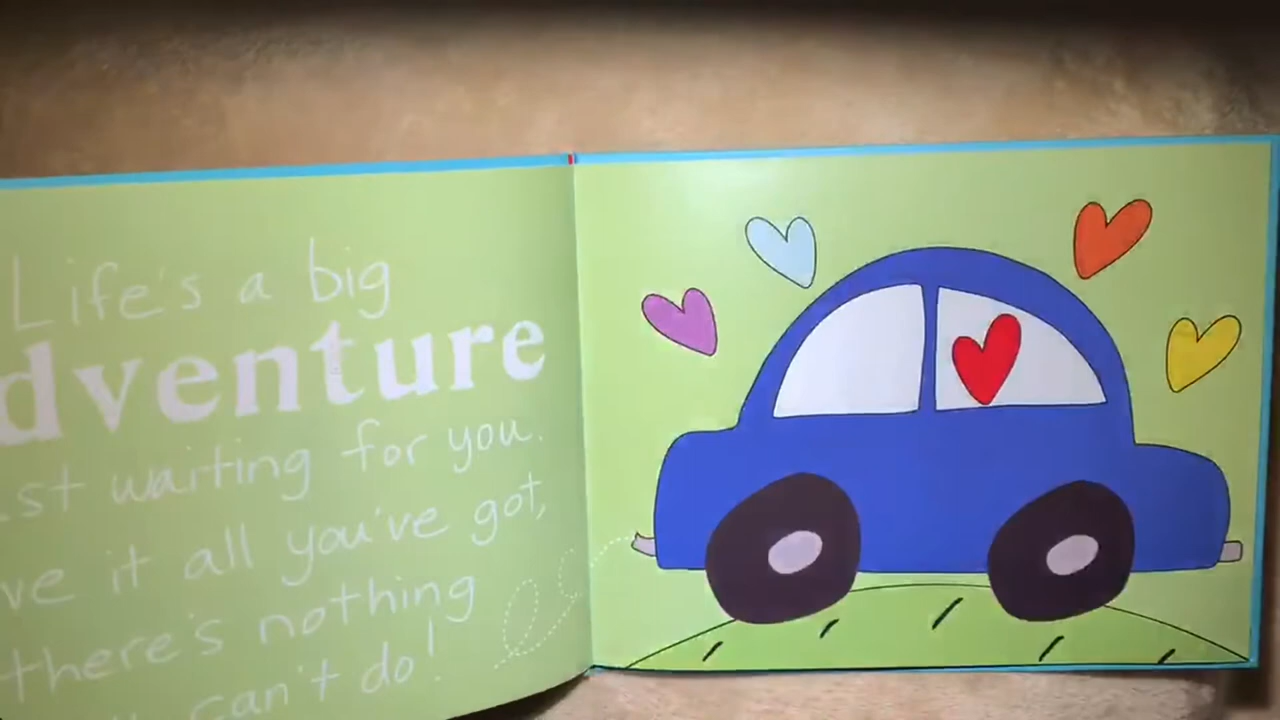 Life's a big
dventure
st waiting for you.
ve it all you've got,
there's nothing
can't do!